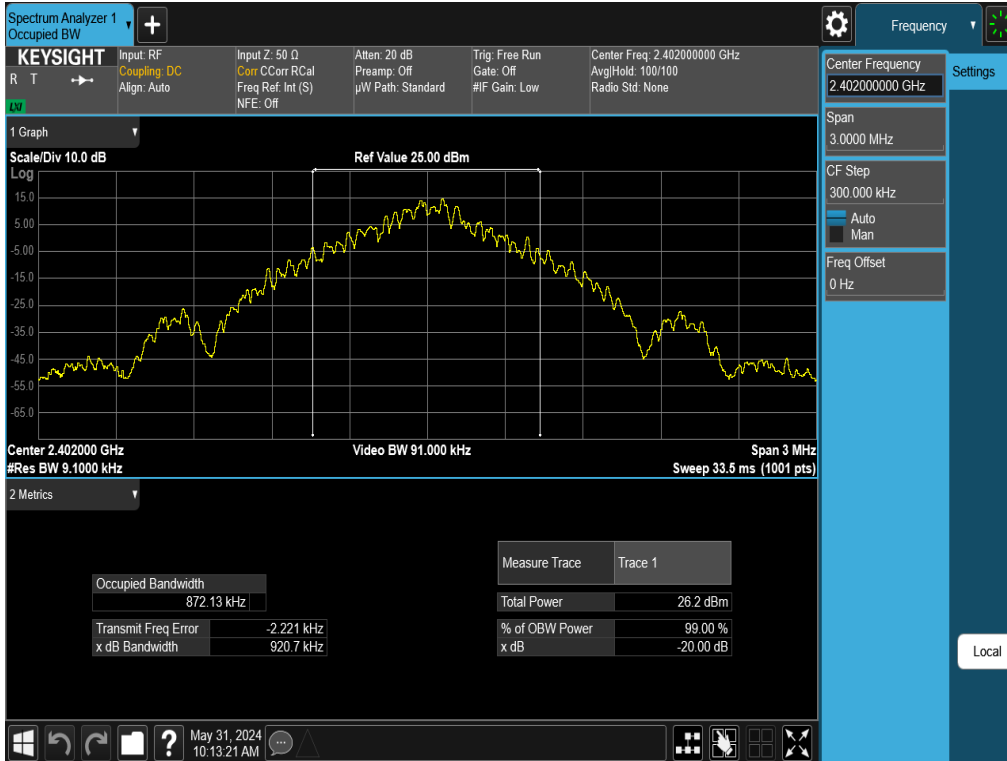 Spectrum Analyzer 1
Occupied BW
+
Frequency
KEYSIGHT
R T
LXI
Input: RF
Coupling: DC
Align: Auto
Input Z: 50 Ω
Corr CCorr RCal
Freq Ref: Int (S)
NFE: Off
Atten: 20 dB
Preamp: Off
µW Path: Standard
Trig: Free Run
Gate: Off
#IF Gain: Low
Center Freq: 2.402000000 GHz
Avg|Hold: 100/100
Radio Std: None
Center Frequency
2.402000000 GHz
Settings
Span
3.0000 MHz
CF Step
300.000 kHz
Auto
Man
Freq Offset
0 Hz
Local
1 Graph
Scale/Div 10.0 dB
Ref Value 25.00 dBm
Log
15.0
5.00
-5.00
-15.0
-25.0
-35.0
-45.0
-55.0
-65.0
Center 2.402000 GHz
Video BW 91.000 kHz
Span 3 MHz
#Res BW 9.1000 kHz
Sweep 33.5 ms (1001 pts)
2 Metrics
Measure Trace Trace 1
Occupied Bandwidth
872.13 kHz
Total Power 26.2 dBm
Transmit Freq Error -2.221 kHz
% of OBW Power 99.00 %
x dB Bandwidth 920.7 kHz
x dB -20.00 dB
?
May 31, 2024
10:13:21 AM